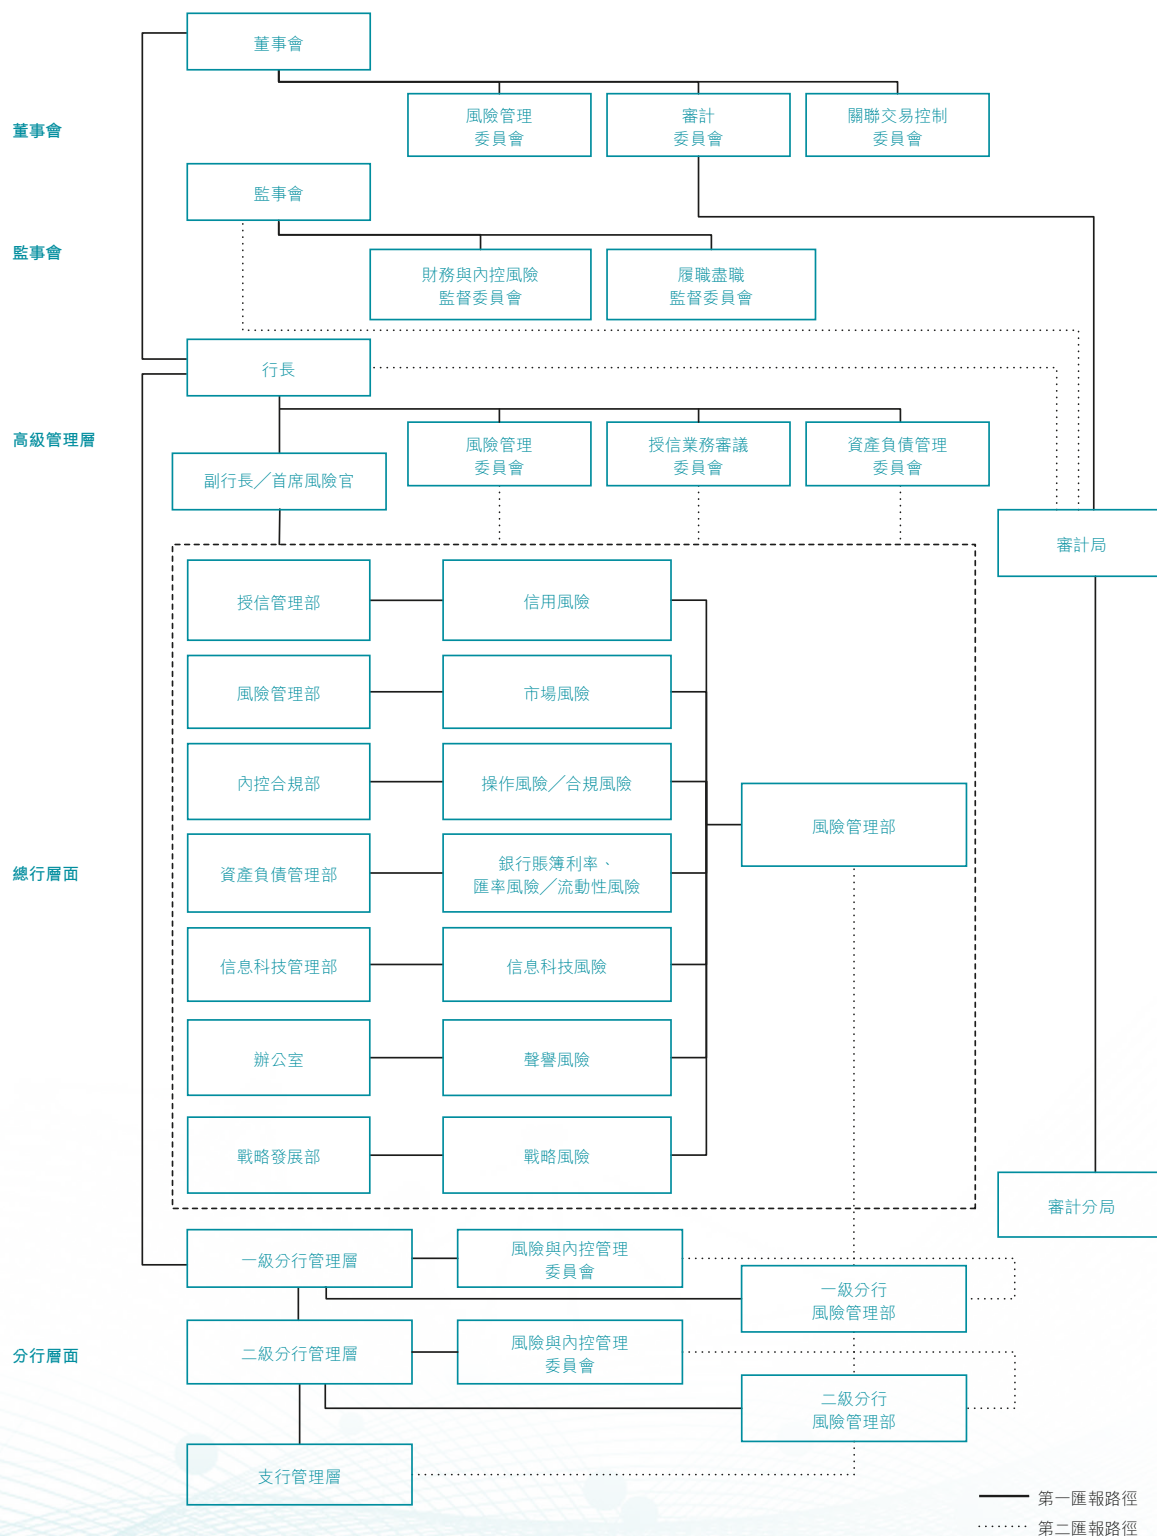 董事會
風險管理
委員會
審計
委員會
關聯交易控制
委員會
董事會
監事會
監事會
財務與內控風險
監督委員會
履職盡職
監督委員會
行長
高級管理層
風險管理
委員會
授信業務審議
委員會
資產負債管理
委員會
副行長／首席風險官
審計局
授信管理部
信用風險
風險管理部
市場風險
內控合規部
操作風險／合規風險
風險管理部
總行層面
資產負債管理部
銀行賬簿利率、
匯率風險／流動性風險
信息科技管理部
信息科技風險
辦公室
聲譽風險
戰略發展部
戰略風險
審計分局
一級分行管理層
風險與內控管理
委員會
一級分行
風險管理部
分行層面
二級分行管理層
風險與內控管理
委員會
二級分行
風險管理部
支行管理層
第一匯報路徑
第二匯報路徑